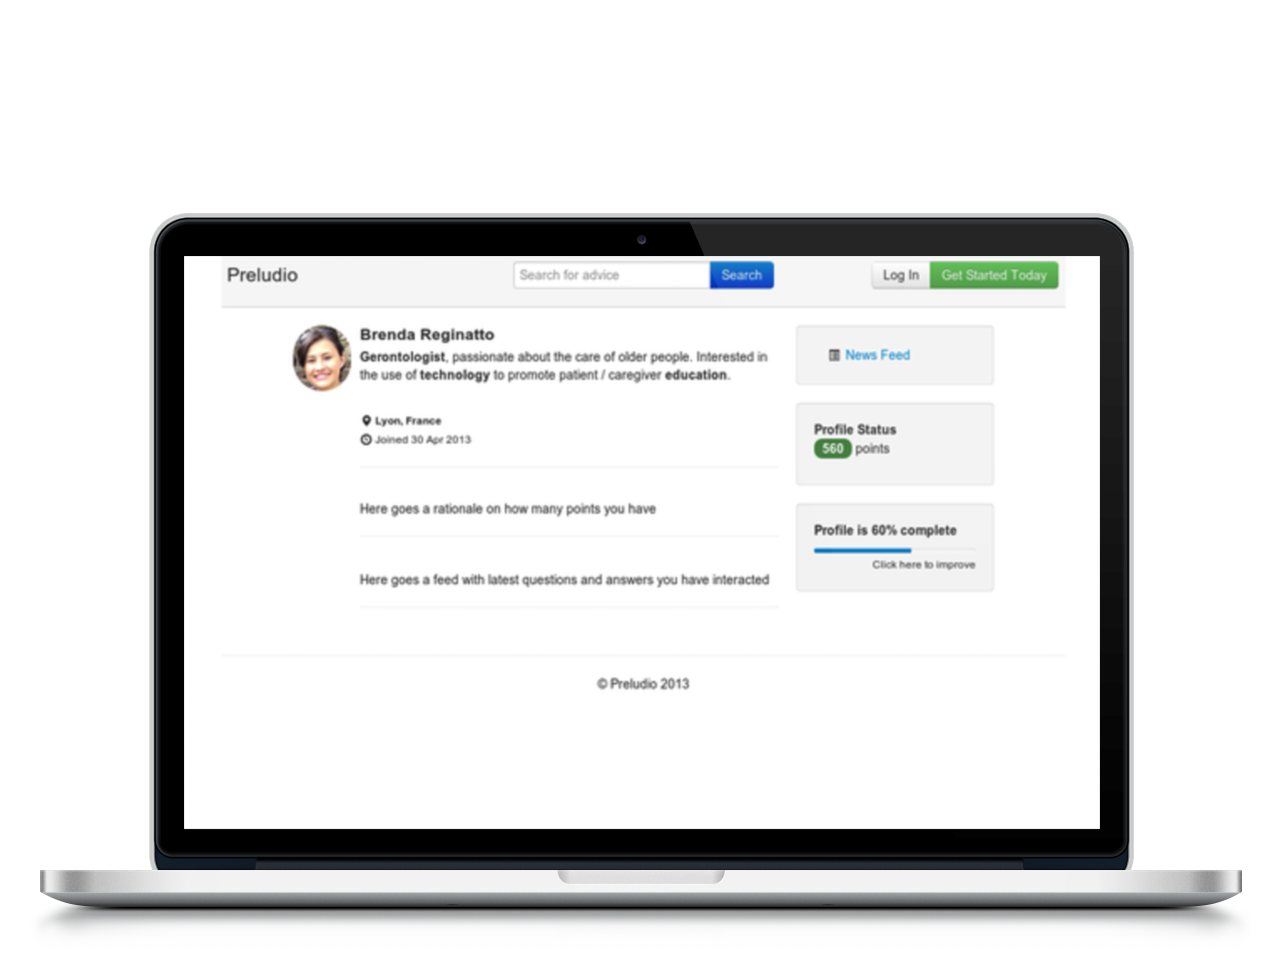 Preludio
Search for advice
Search
Log In
Get Started Today
Brenda Reginatto
Gerontologist, passionate about the care of older people. Interested in
the use of technology to promote patient / caregiver education.
Lyon, France
Joined 30 Apr 2013
Here goes a rationale on how many points you have
Here goes a feed with latest questions and answers you have interacted
News Feed
Profile Status
560 points
Profile is 60% complete
Click here to improve
© Preludio 2013